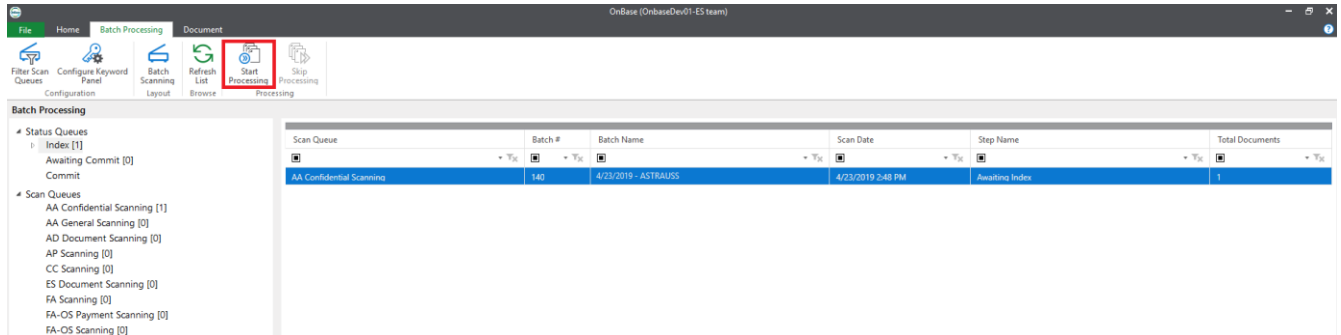 OnBase (OnbaseDev01-ES team)
File Home Batch Processing Document
Filter Scan Queues
Configure Keyword Panel
Batch Scanning
Refresh List
Start Processing
Skip Processing
Configuration Layout Browse Processing
Batch Processing
Status Queues
Index [1]
Awaiting Commit [0]
Commit
Scan Queues
AA Confidential Scanning [1]
AA General Scanning [0]
AD Document Scanning [0]
AP Scanning [0]
CC Scanning [0]
ES Document Scanning [0]
FA Scanning [0]
FA-OS Payment Scanning [0]
FA-OS Scanning [0]
Scan Queue Batch # Batch Name Scan Date Step Name Total Documents
AA Confidential Scanning 140 4/23/2019 - ASTRAUSS 4/23/2019 2:48 PM Awaiting Index 1